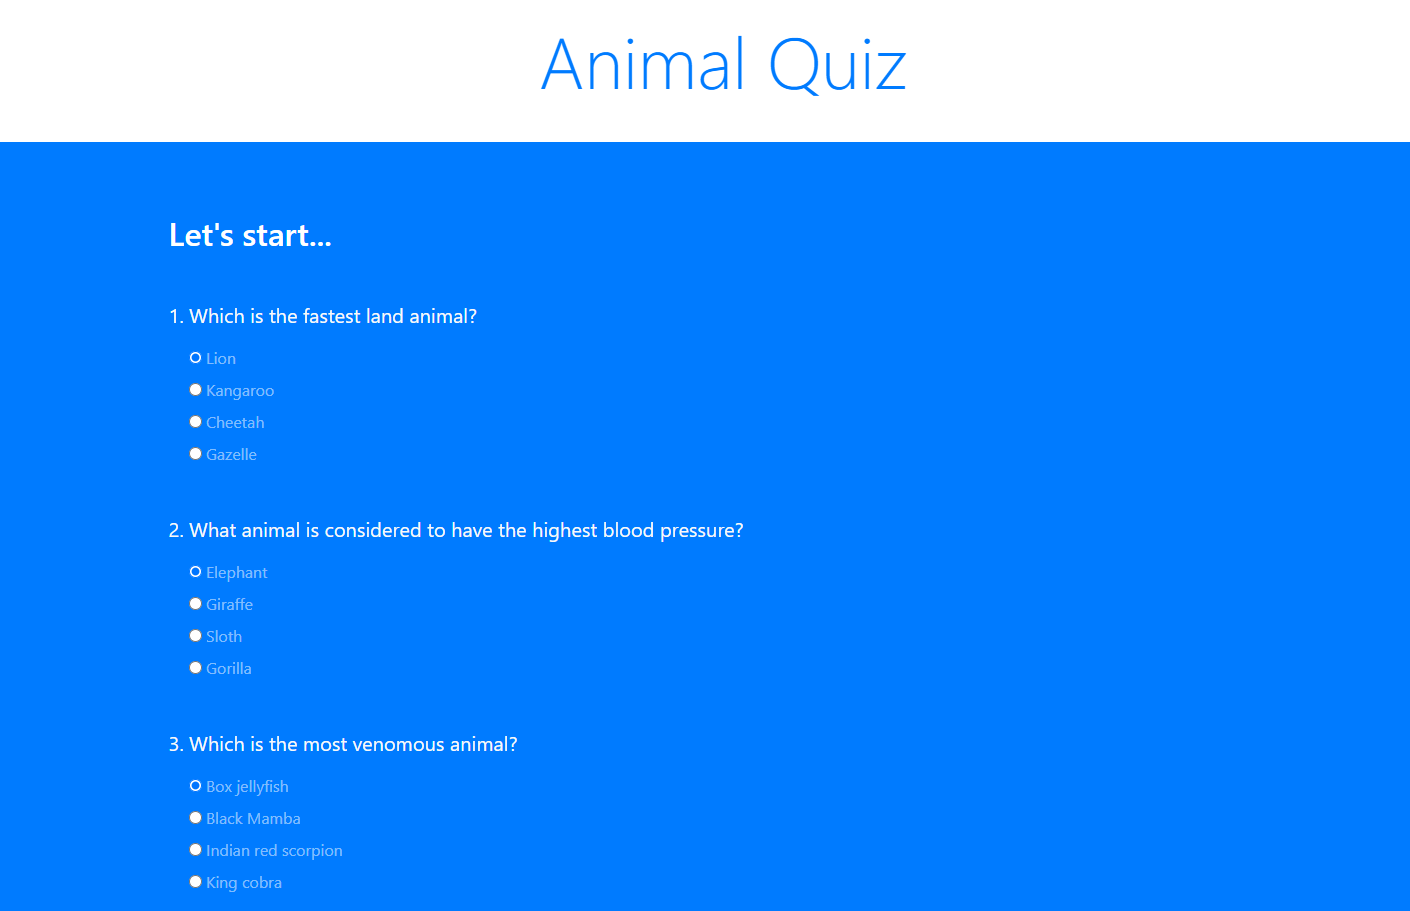 Animal Quiz
Let's start...
1. Which is the fastest land animal?
Lion
Kangaroo
Cheetah
Gazelle
2. What animal is considered to have the highest blood pressure?
Elephant
Giraffe
Sloth
Gorilla
3. Which is the most venomous animal?
Box jellyfish
Black Mamba
Indian red scorpion
King cobra